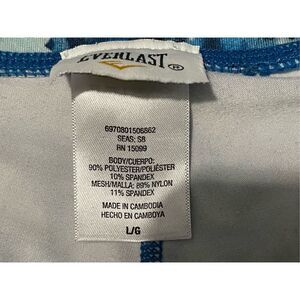 EVERLAST
®
6970801506862
SEAS: S8
RN 15099
BODY/CUERPO:
90% POLYESTER/POLIÉSTER
10% SPANDEX
MESH/MALLA: 89% NYLON
11% SPANDEX
MADE IN CAMBODIA
HECHO EN CAMBOYA
L/G